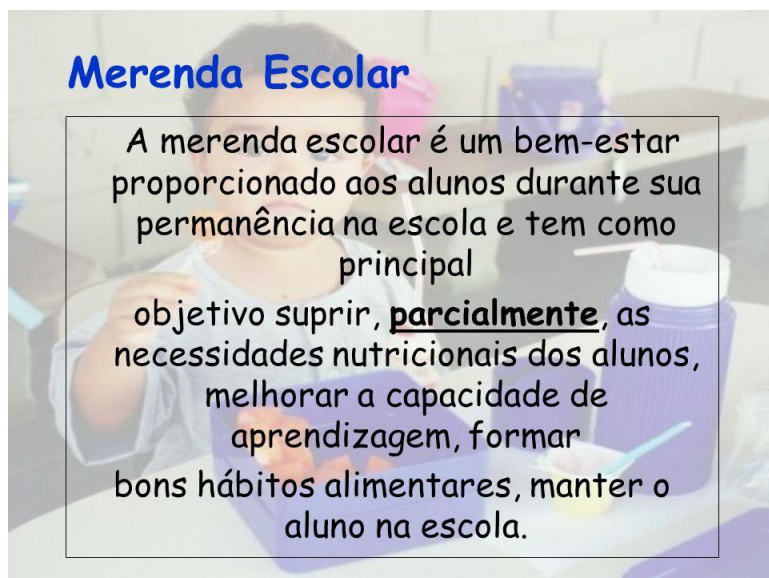 Merenda Escolar
A merenda escolar é um bem-estar
proporcionado aos alunos durante sua
permanência na escola e tem como
principal
objetivo suprir, parcialmente, as
necessidades nutricionais dos alunos,
melhorar a capacidade de
aprendizagem, formar
bons hábitos alimentares, manter o
aluno na escola.